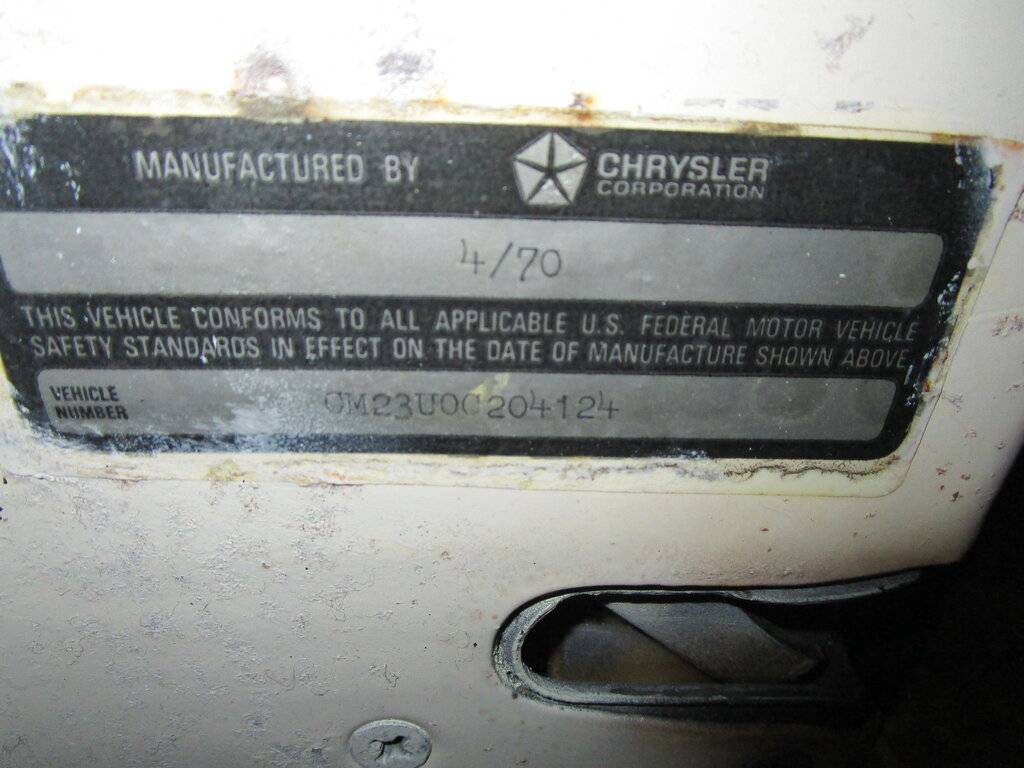 MANUFACTURED BY CHRYSLER CORPORATION
4/70
THIS VEHICLE CONFORMS TO ALL APPLICABLE U.S. FEDERAL MOTOR VEHICLE
SAFETY STANDARDS IN EFFECT ON THE DATE OF MANUFACTURE SHOWN ABOVE.
VEHICLE
NUMBER
CM23U0C204124